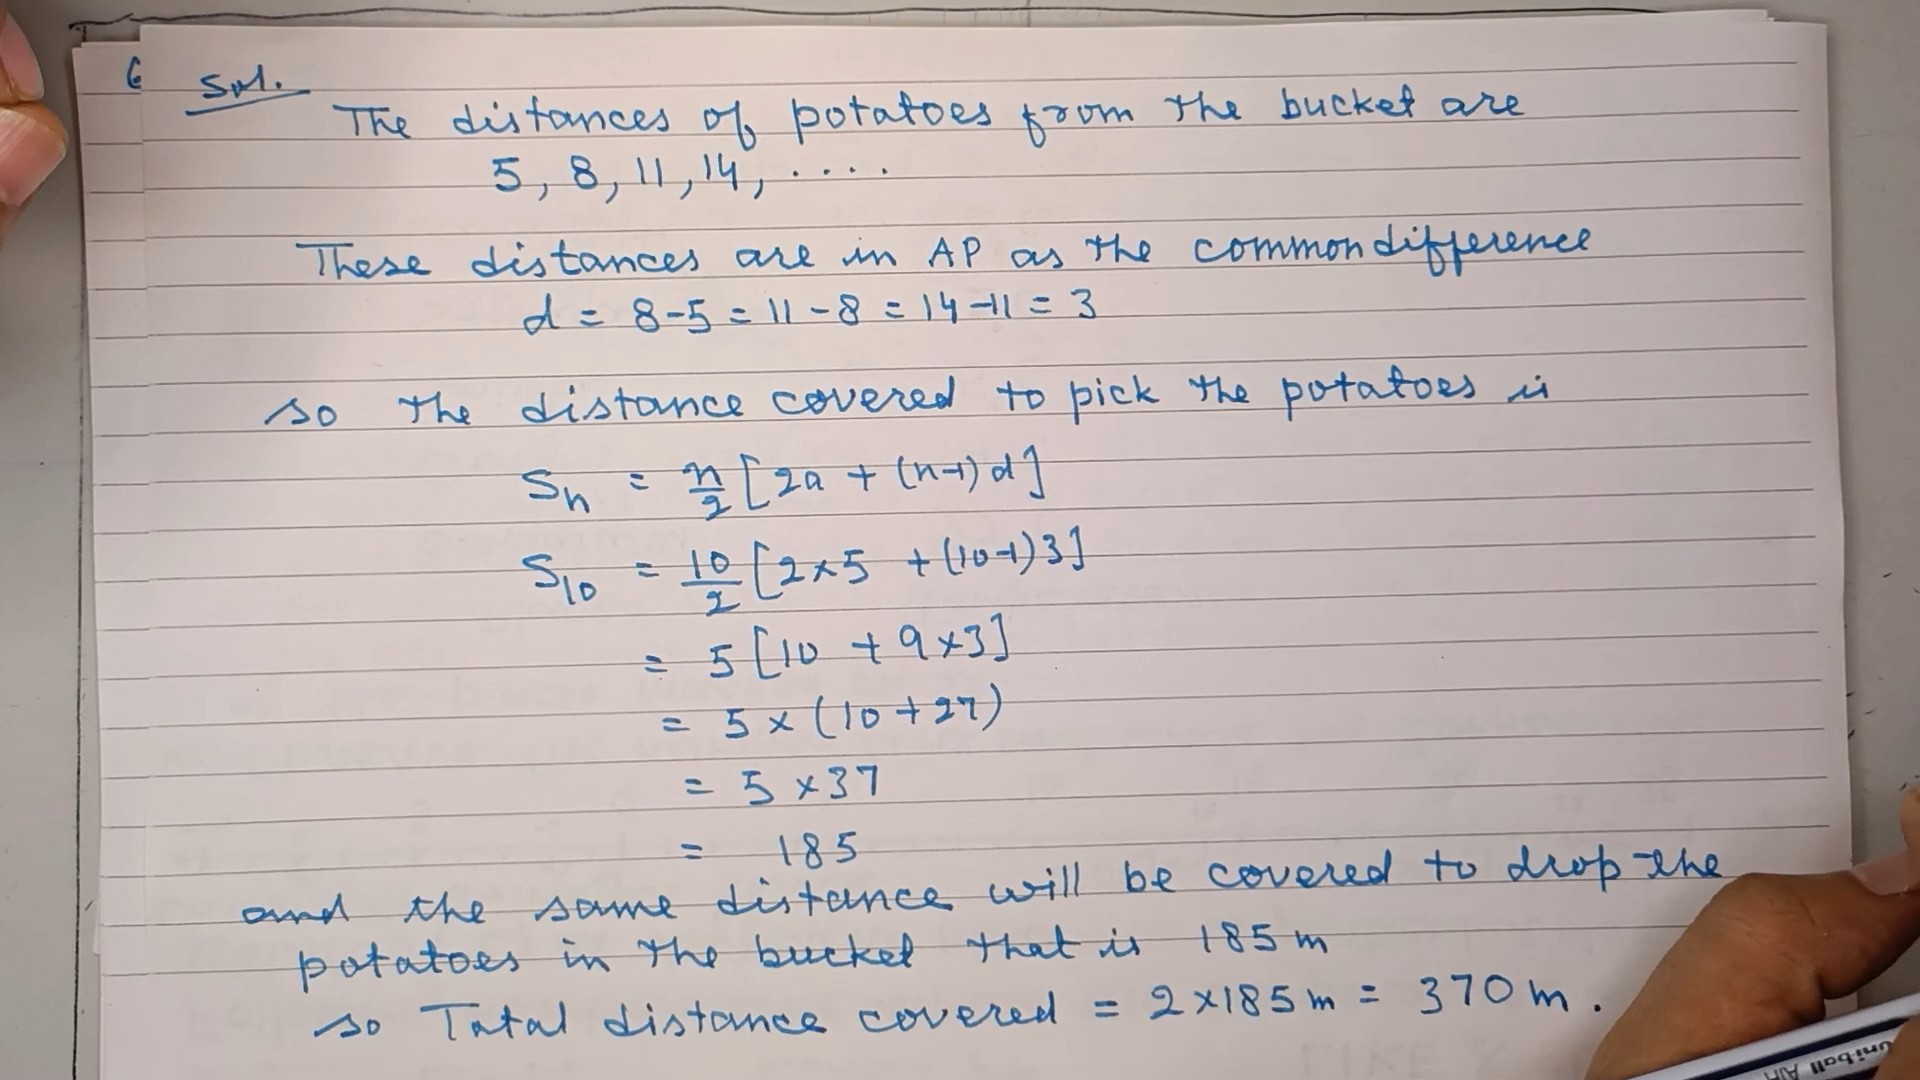 6
Sol.
The distances of potatoes from the bucket are
5, 8, 11, 14, ....
These distances are in AP as the common difference
d = 8-5 = 11-8 = 14-11 = 3
so the distance covered to pick the potatoes is
Sn = n/2 [2a + (n-1)d]
S10 = 10/2 [2×5 + (10-1)3]
= 5 [10 + 9×3]
= 5 × (10+27)
= 5 × 37
= 185
and the same distance will be covered to drop the
potatoes in the bucket that is 185 m
so Total distance covered = 2×185 m = 370 m.
uni-ball AIR